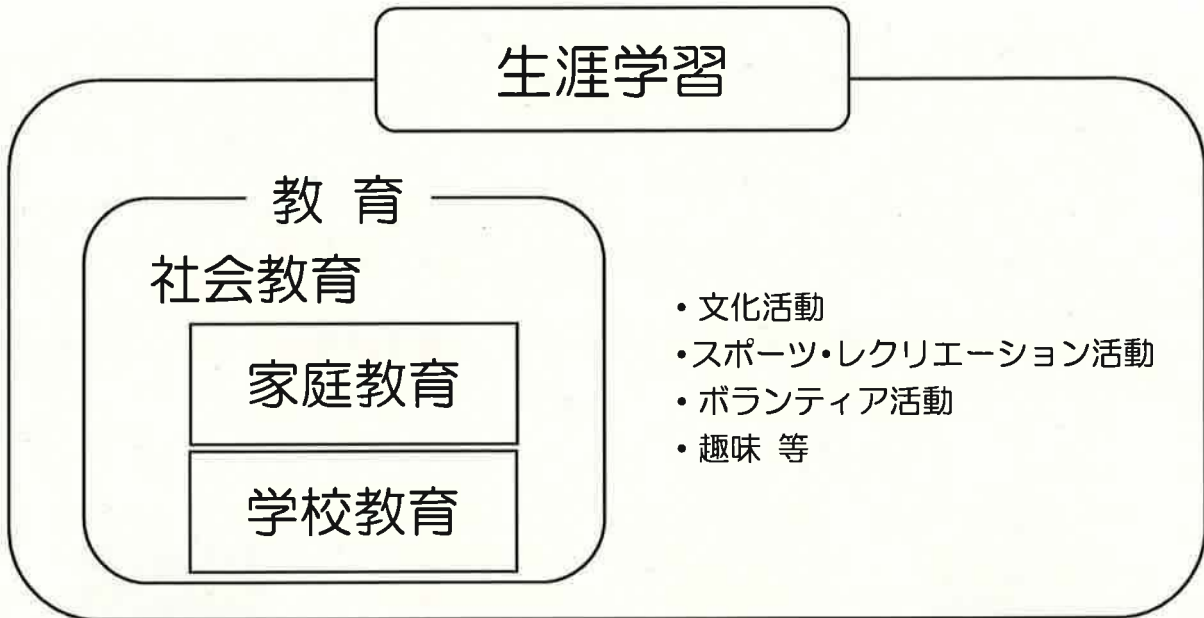 生涯学習
教 育
社会教育
家庭教育
学校教育
・文化活動
・スポーツ・レクリエーション活動
・ボランティア活動
・趣味 等